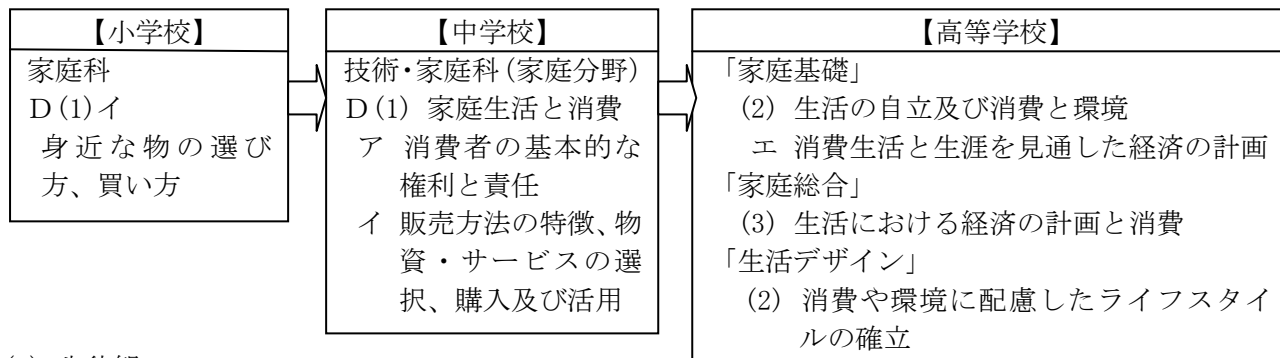 【小学校】
家庭科
D(1)イ
身近な物の選び
方、買い方
【中学校】
技術・家庭科(家庭分野)
D(1) 家庭生活と消費
ア 消費者の基本的な
権利と責任
イ 販売方法の特徴、物
資・サービスの選
択、購入及び活用
【高等学校】
「家庭基礎」
(2) 生活の自立及び消費と環境
エ 消費生活と生涯を見通した経済の計画
「家庭総合」
(3) 生活における経済の計画と消費
「生活デザイン」
(2) 消費や環境に配慮したライフスタイ
ルの確立